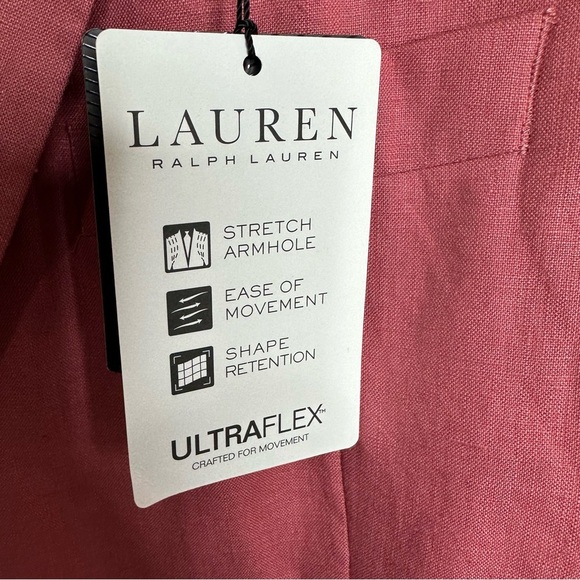 LAUREN
RALPH LAUREN
STRETCH
ARMHOLE
EASE OF
MOVEMENT
SHAPE
RETENTION
ULTRAFLEX™
CRAFTED FOR MOVEMENT